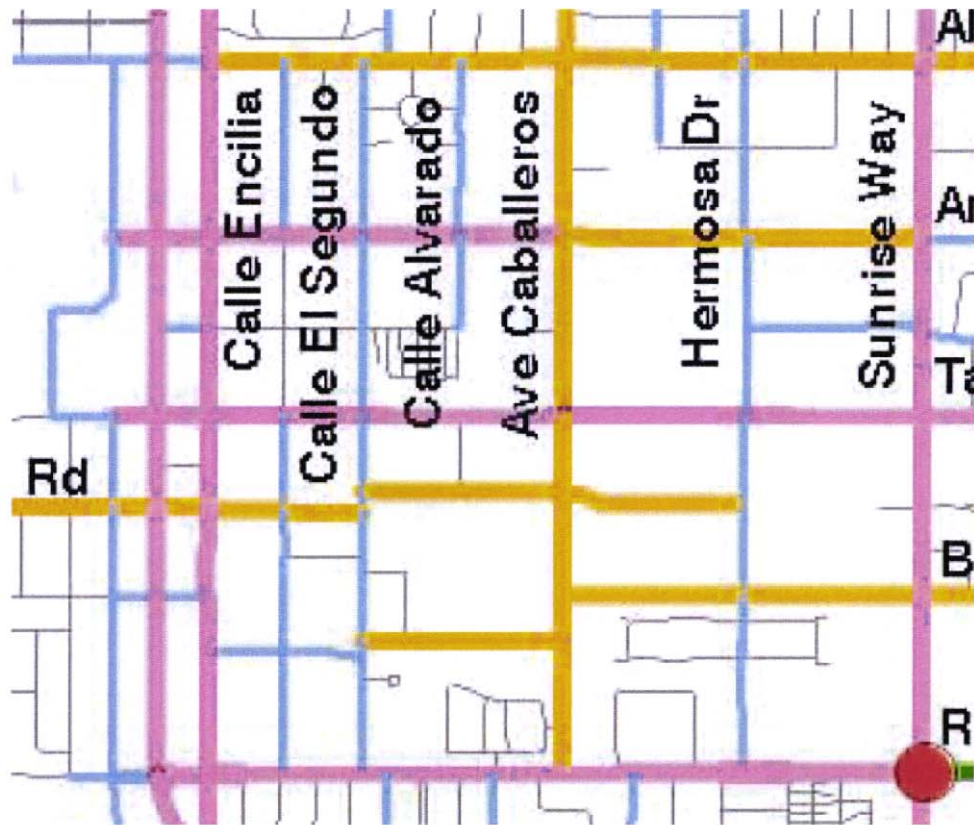 Calle Encilia
Calle El Segundo
Calle Alvarado
Ave Caballeros
Hermosa Dr
Sunrise Way
Rd